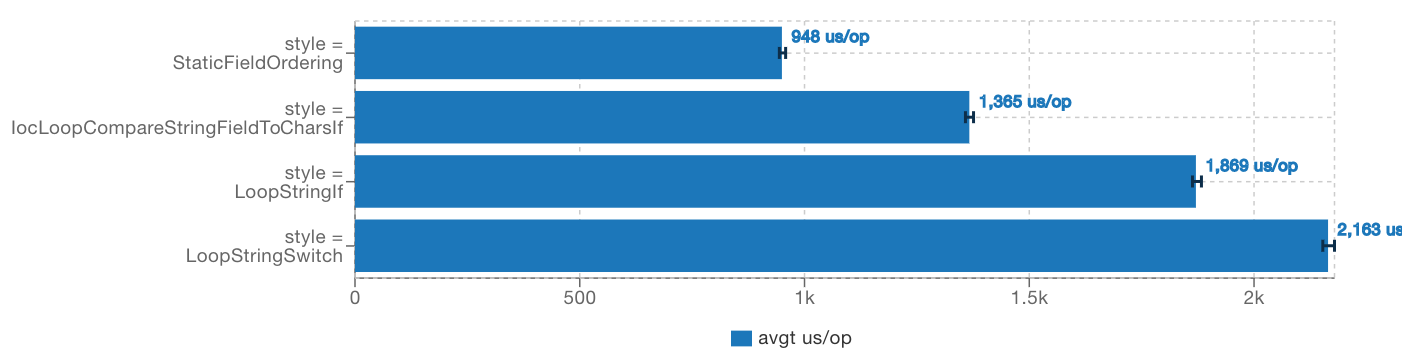 style =
StaticFieldOrdering
948 us/op
style =
IocLoopCompareStringFieldToCharsIf
1,365 us/op
style =
LoopStringIf
1,869 us/op
style =
LoopStringSwitch
2,163 us
0 500 1k 1.5k 2k
avgt us/op